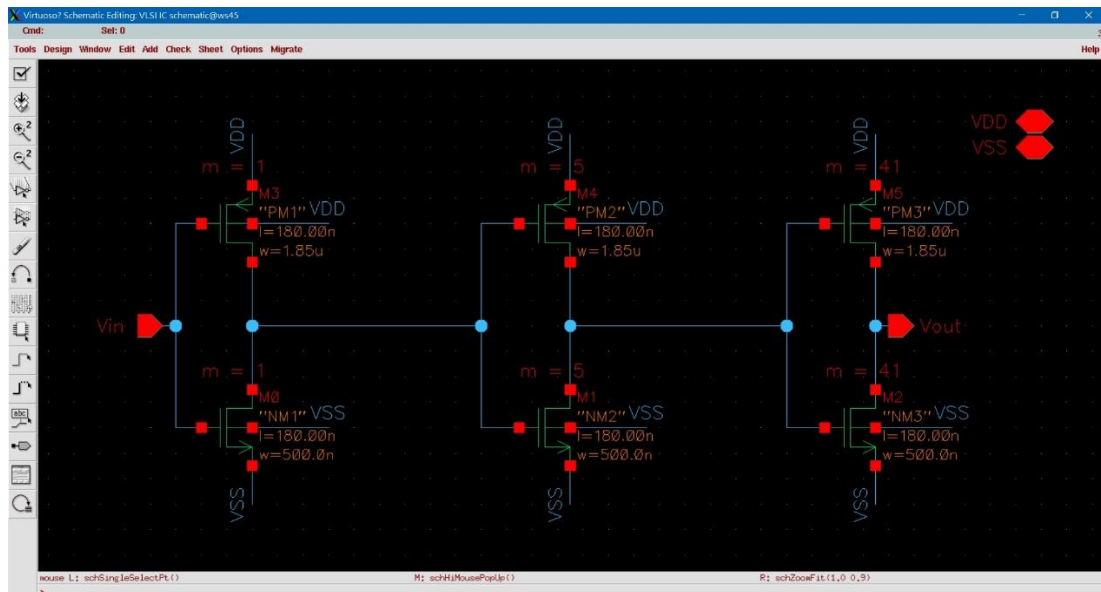 Virtuoso? Schematic Editing: VLSI IC schematic@ws45
Cmd: Sel: 0
Tools Design Window Edit Add Check Sheet Options Migrate Help
VDD
m = 1
M3
"PM1" VDD
l=180.00n
w=1.85u
VDD
m = 5
M4
"PM2" VDD
l=180.00n
w=1.85u
VDD
m = 41
M5
"PM3" VDD
l=180.00n
w=1.85u
VDD
VSS
Vin
Vout
m = 1
M0
"NM1" VSS
l=180.00n
w=500.0n
VSS
m = 5
M1
"NM2" VSS
l=180.00n
w=500.0n
VSS
m = 41
M2
"NM3" VSS
l=180.00n
w=500.0n
VSS
mouse L: schSingleSelectPt() M: schHiMousePopUp() R: schZoomFit(1.0 0.9)